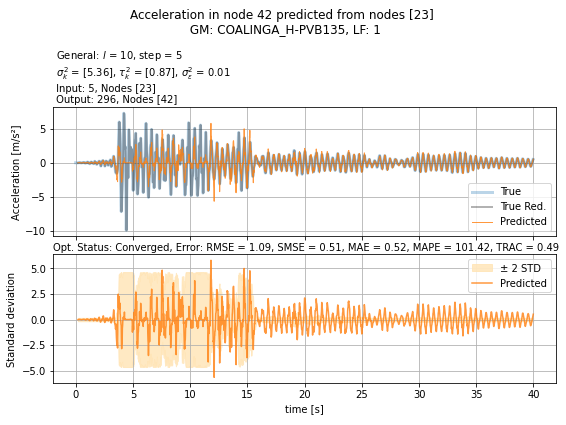 Acceleration in node 42 predicted from nodes [23]
GM: COALINGA_H-PVB135, LF: 1
General: l = 10, step = 5
σ²ₖ = [5.36], τ²ₖ = [0.87], σ²ₑ = 0.01
Input: 5, Nodes [23]
Output: 296, Nodes [42]
Acceleration [m/s²]
5
0
−5
−10
True
True Red.
Predicted
Opt. Status: Converged, Error: RMSE = 1.09, SMSE = 0.51, MAE = 0.52, MAPE = 101.42, TRAC = 0.49
Standard deviation
5.0
2.5
0.0
−2.5
−5.0
± 2 STD
Predicted
0 5 10 15 20 25 30 35 40
time [s]